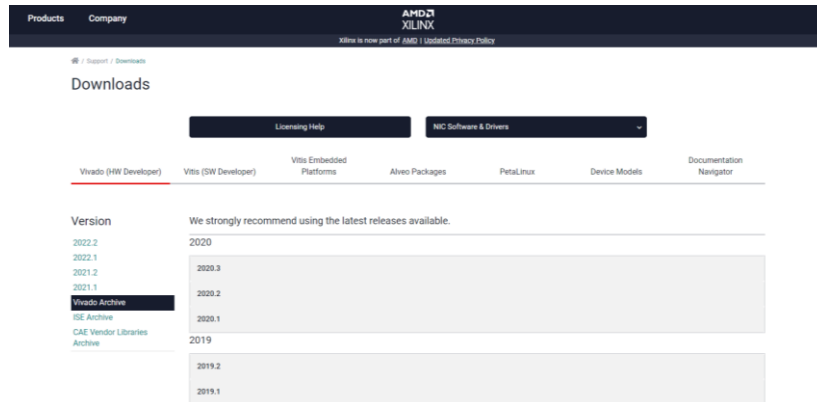 Products Company
AMD
XILINX
Xilinx is now part of AMD | Updated Privacy Policy
/ Support / Downloads
Downloads
Licensing Help
NIC Software & Drivers
Vivado (HW Developer)
Vitis (SW Developer)
Vitis Embedded
Platforms
Alveo Packages
PetaLinux
Device Models
Documentation
Navigator
Version
2022.2
2022.1
2021.2
2021.1
Vivado Archive
ISE Archive
CAE Vendor Libraries
Archive
We strongly recommend using the latest releases available.
2020
2020.3
2020.2
2020.1
2019
2019.2
2019.1